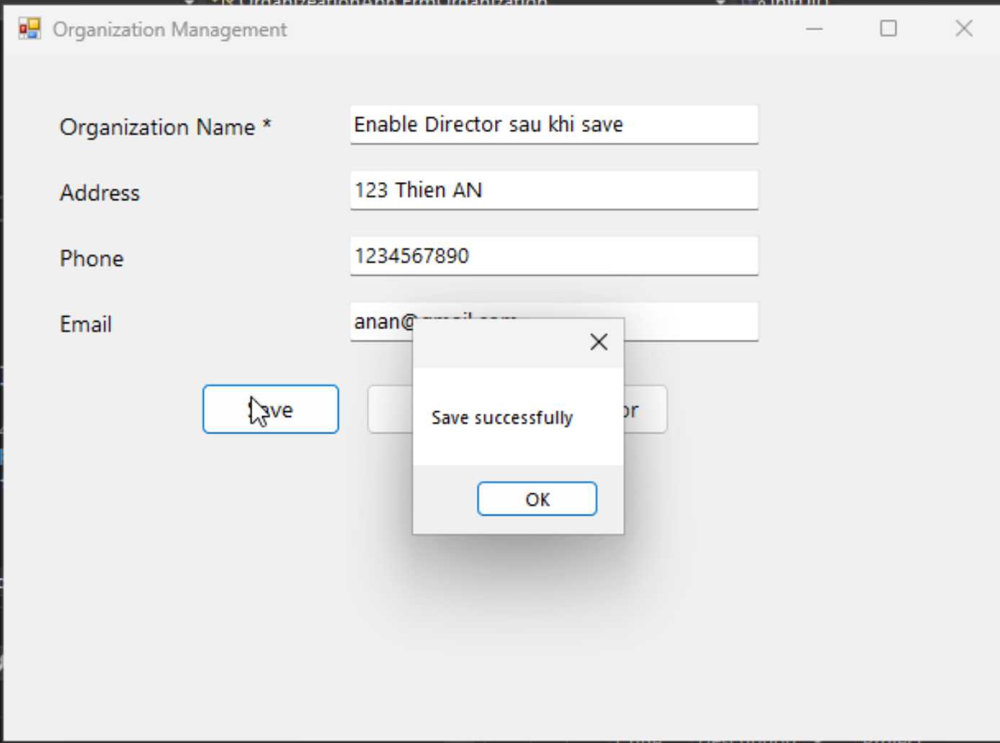 Organization Management
Organization Name *
Enable Director sau khi save
Address
123 Thien AN
Phone
1234567890
Email
Save successfully
OK